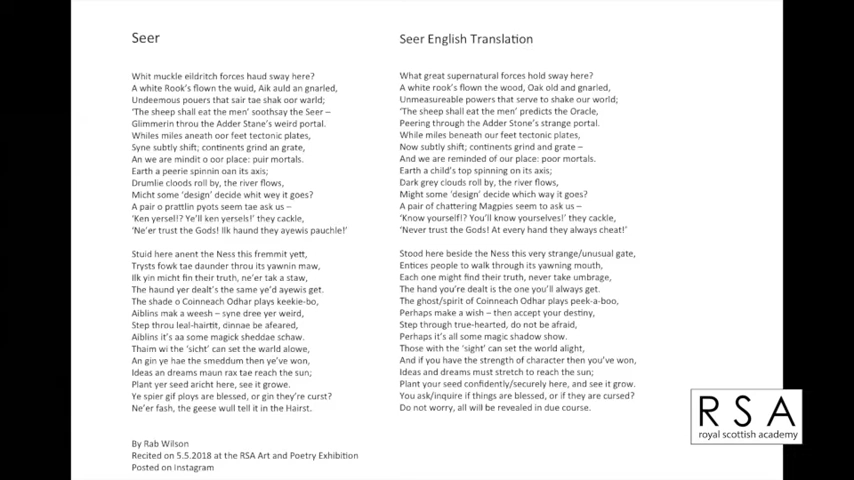 Seer
Whit muckle eildritch forces haud sway here?
A white Rook's flown the wuid, Aik auld an gnarled,
Undeemous pouers that sair tae shak oor warld;
'The sheep shall eat the men' soothsay the Seer –
Glimmerin throu the Adder Stane's weird portal.
Whiles miles aneath oor feet tectonic plates,
Syne subtly shift; continents grind an grate,
An we are mindit o oor place: puir mortals.
Earth a peerie spinnin oan its axis;
Drumlie cloods roll by, the river flows,
Micht some 'design' decide whit wey it goes?
A pair o prattlin pyots seem tae ask us –
'Ken yersel!? Ye'll ken yersels!' they cackle,
'Ne'er trust the Gods! Ilk haund they ayewis pauchle!'
Stuid here anent the Ness this fremmit yett,
Trysts fowk tae daunder throu its yawnin maw,
Ilk yin micht fin their truth, ne'er tak a staw,
The haund yer dealt's the same ye'd ayewis get.
The shade o Coinneach Odhar plays keekie-bo,
Aiblins mak a weesh – syne dree yer weird,
Step throu leal-hairtit, dinnae be afeared,
Aiblins it's aa some magick sheddae schaw.
Thaim wi the 'sicht' can set the warld alowe,
An gin ye hae the smeddum then ye've won,
Ideas an dreams maun rax tae reach the sun;
Plant yer seed aricht here, see it growe.
Ye spier gif ploys are blessed, or gin they're curst?
Ne'er fash, the geese wull tell it in the Hairst.
By Rab Wilson
Recited on 5.5.2018 at the RSA Art and Poetry Exhibition
Posted on Instagram
Seer English Translation
What great supernatural forces hold sway here?
A white rook's flown the wood, Oak old and gnarled,
Unmeasureable powers that serve to shake our world;
'The sheep shall eat the men' predicts the Oracle,
Peering through the Adder Stone's strange portal.
While miles beneath our feet tectonic plates,
Now subtly shift; continents grind and grate –
And we are reminded of our place: poor mortals.
Earth a child's top spinning on its axis;
Dark grey clouds roll by, the river flows,
Might some 'design' decide which way it goes?
A pair of chattering Magpies seem to ask us –
'Know yourself!? You'll know yourselves!' they cackle,
'Never trust the Gods! At every hand they always cheat!'
Stood here beside the Ness this very strange/unusual gate,
Entices people to walk through its yawning mouth,
Each one might find their truth, never take umbrage,
The hand you're dealt is the one you'll always get.
The ghost/spirit of Coinneach Odhar plays peek-a-boo,
Perhaps make a wish – then accept your destiny,
Step through true-hearted, do not be afraid,
Perhaps it's all some magic shadow show.
Those with the 'sight' can set the world alight,
And if you have the strength of character then you've won,
Ideas and dreams must stretch to reach the sun;
Plant your seed confidently/securely here, and see it grow.
You ask/inquire if things are blessed, or if they are cursed?
Do not worry, all will be revealed in due course.
RSA
royal scottish academy